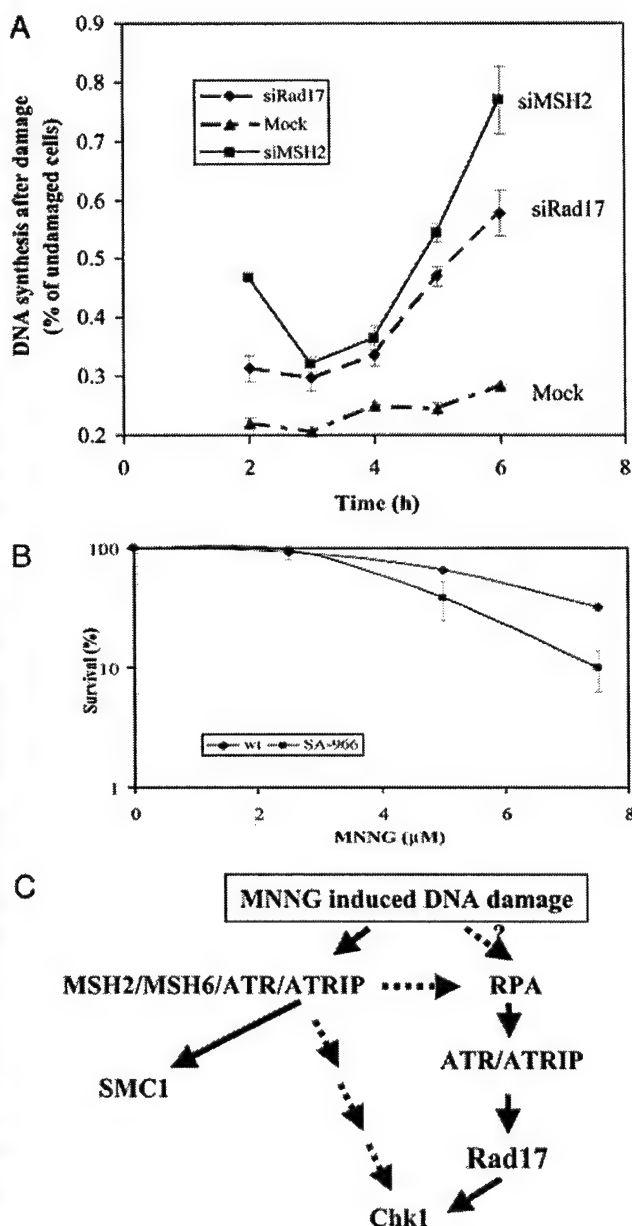 A
DNA synthesis after damage
(% of undamaged cells)
0.9
0.8
0.7
0.6
0.5
0.4
0.3
0.2
siRad17
Mock
siMSH2
siMSH2
siRad17
Mock
0 2 4 6 8
Time (h)
B
Survival (%)
100
10
1
wt SA-966
0 2 4 6 8
MNNG (µM)
C
MNNG induced DNA damage
?
MSH2/MSH6/ATR/ATRIP RPA
ATR/ATRIP
SMC1
Rad17
Chk1